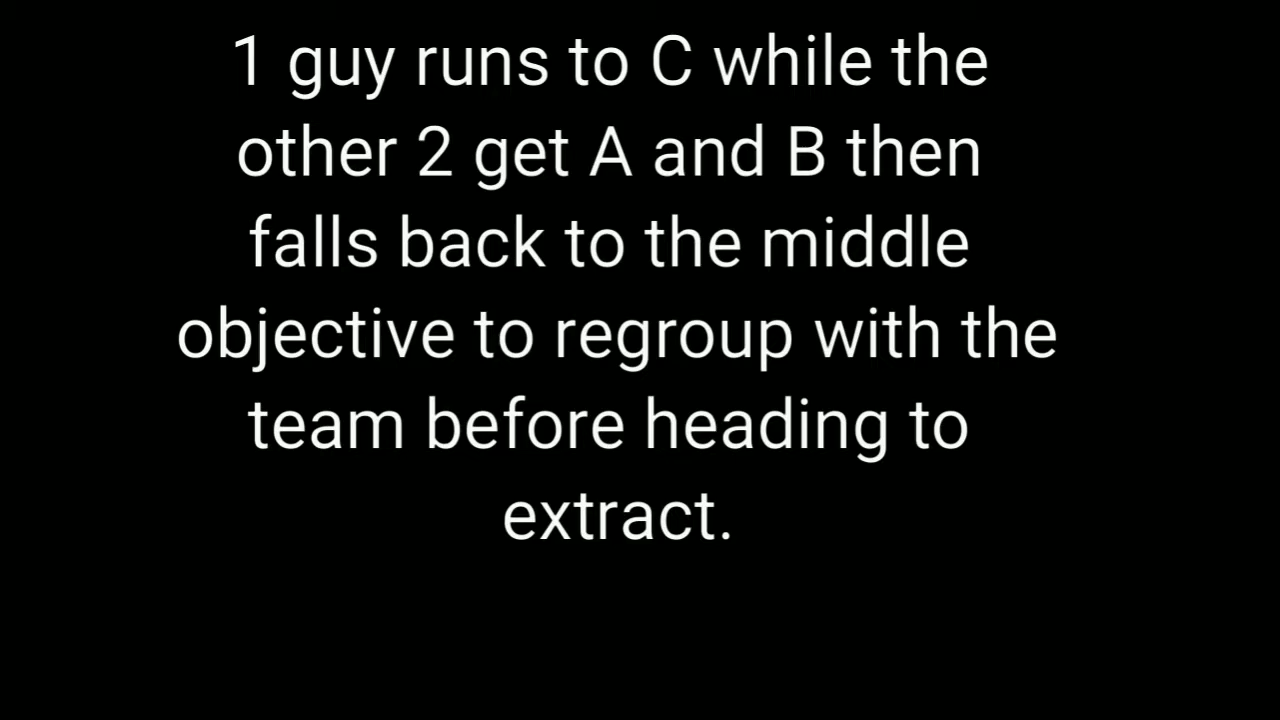 1 guy runs to C while the
other 2 get A and B then
falls back to the middle
objective to regroup with the
team before heading to
extract.